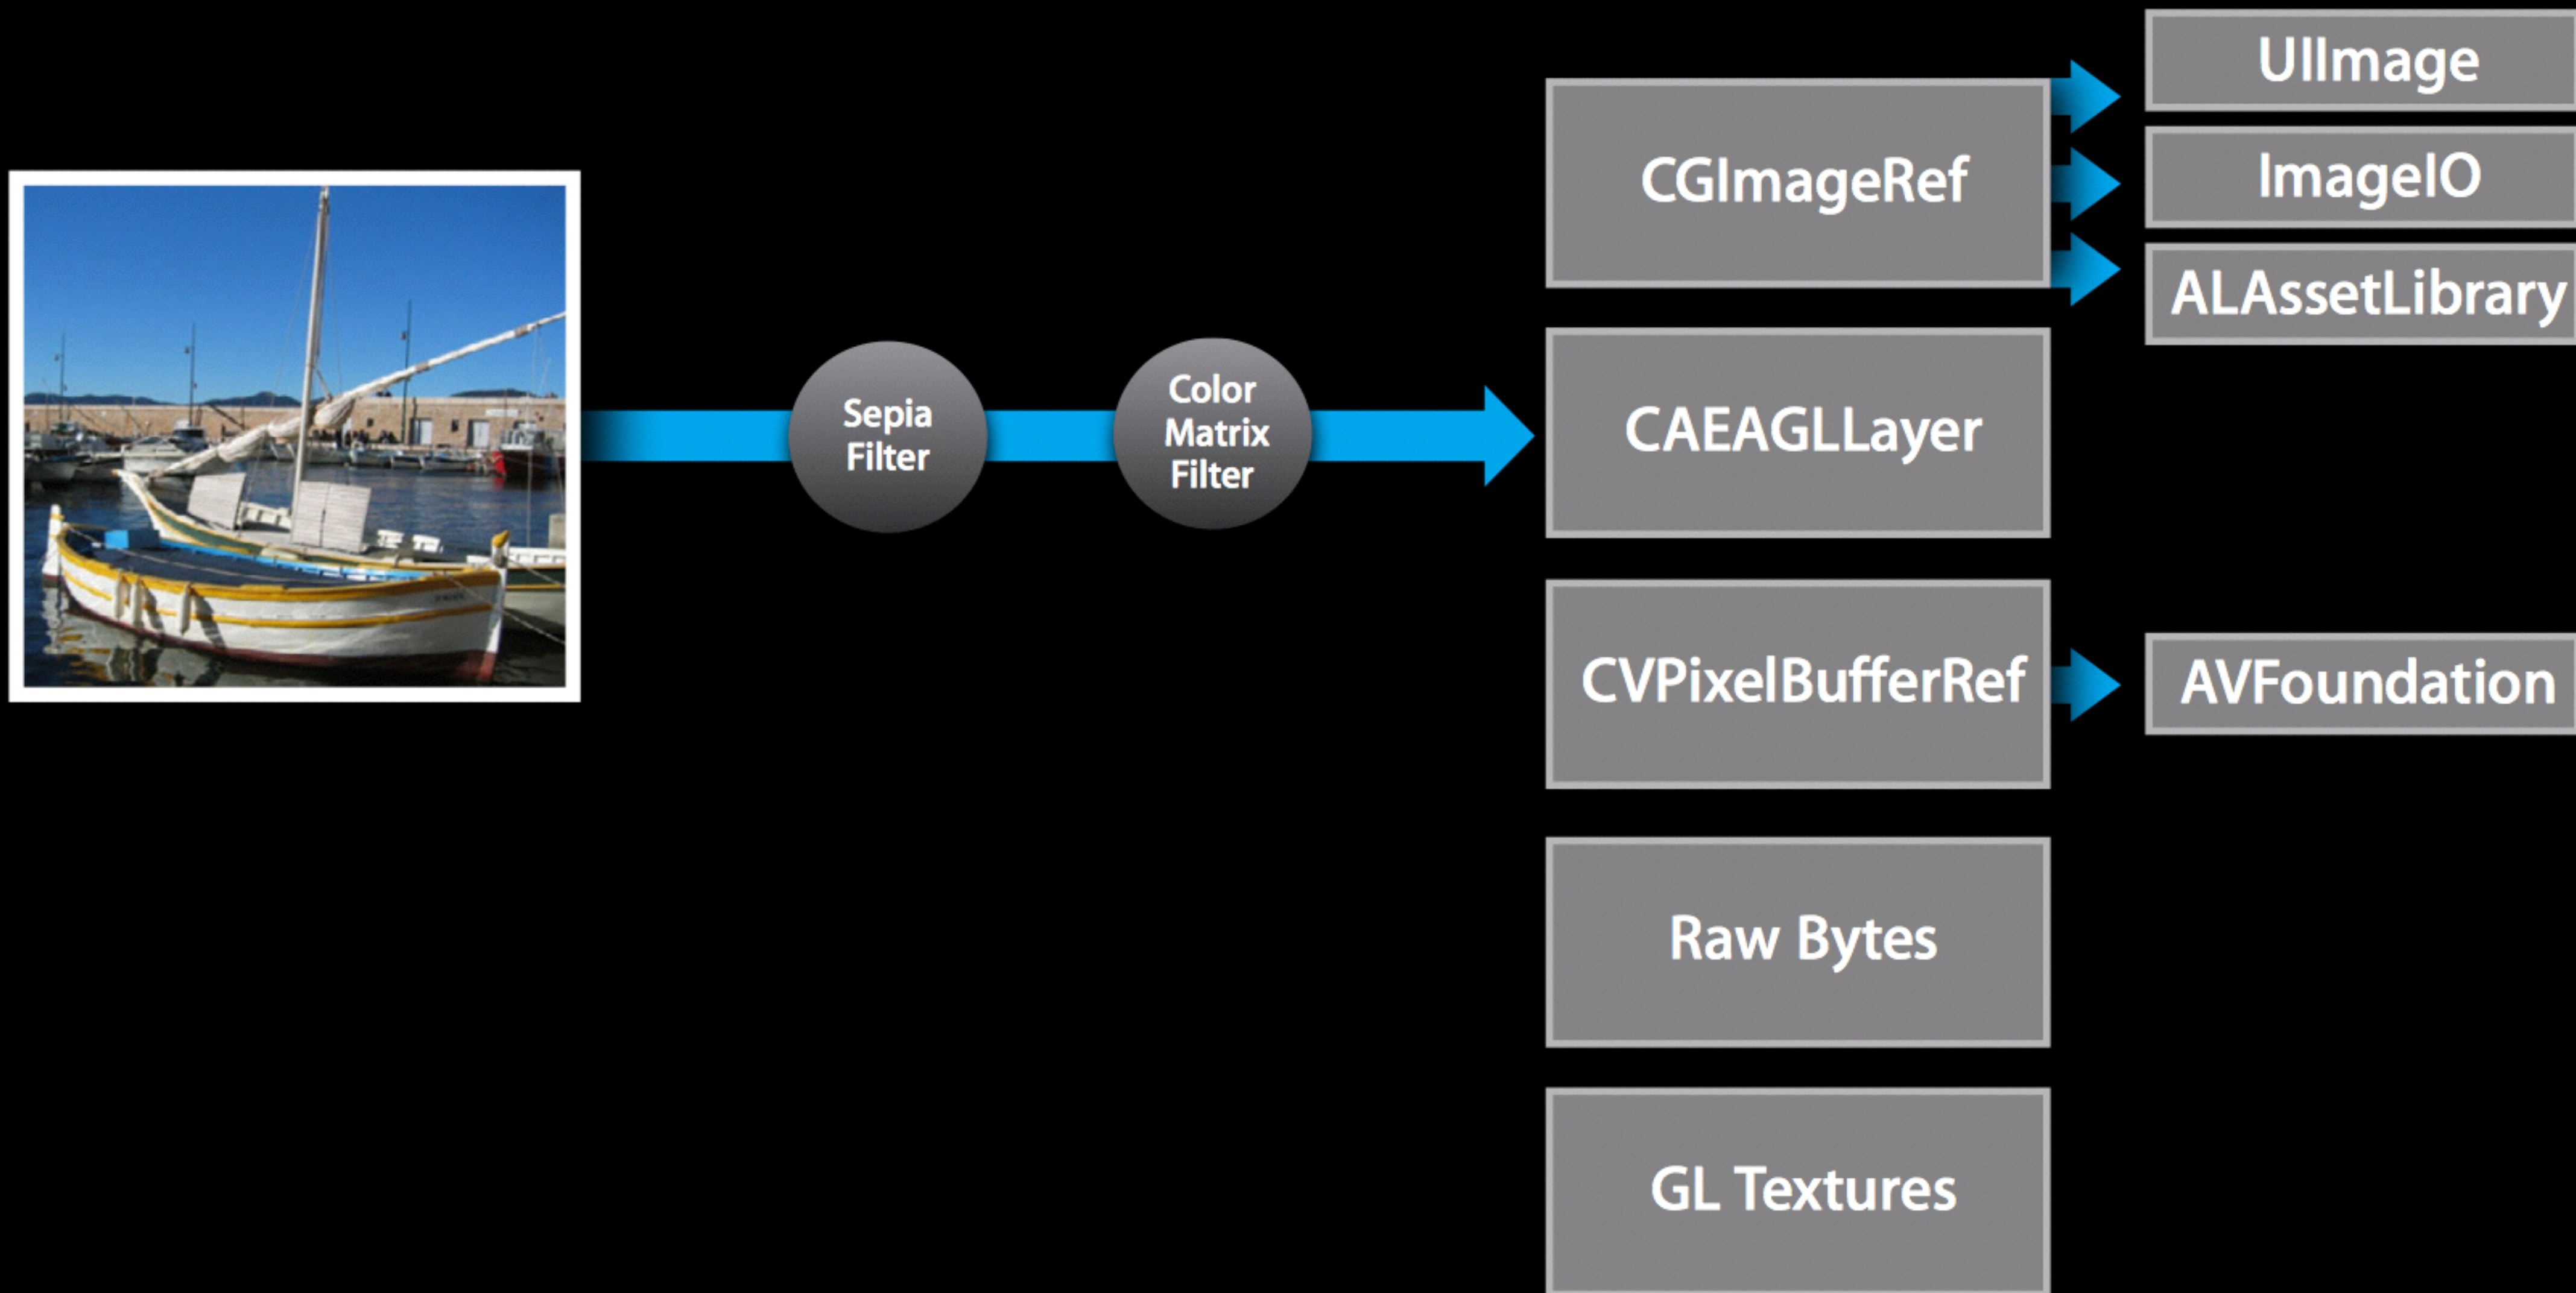 Sepia
Filter
Color
Matrix
Filter
CGImageRef
UIImage
ImageIO
ALAssetLibrary
CAEAGLLayer
CVPixelBufferRef
AVFoundation
Raw Bytes
GL Textures